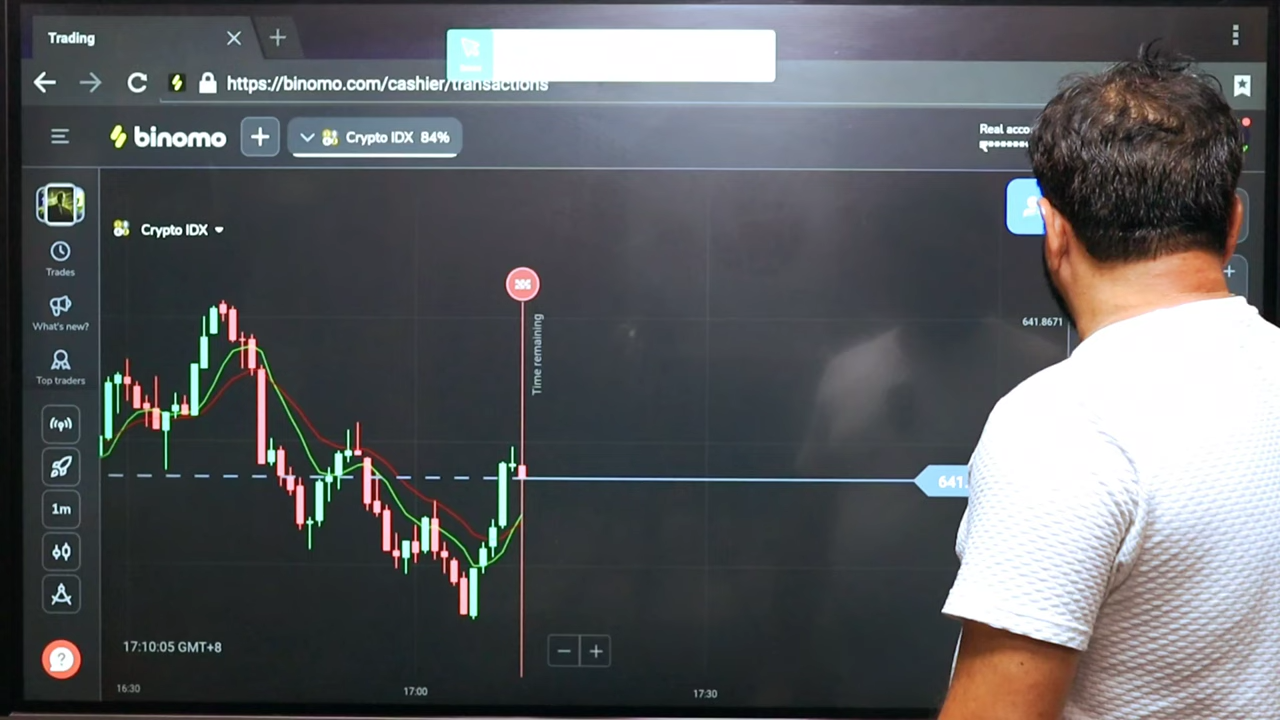 Trading
https://binomo.com/cashier/transactions
binomo
Crypto IDX 84%
Real acco
Crypto IDX
Trades
What's new?
Top traders
1m
Time remaining
641.8671
641.
17:10:05 GMT+8
16:30
17:00
17:30